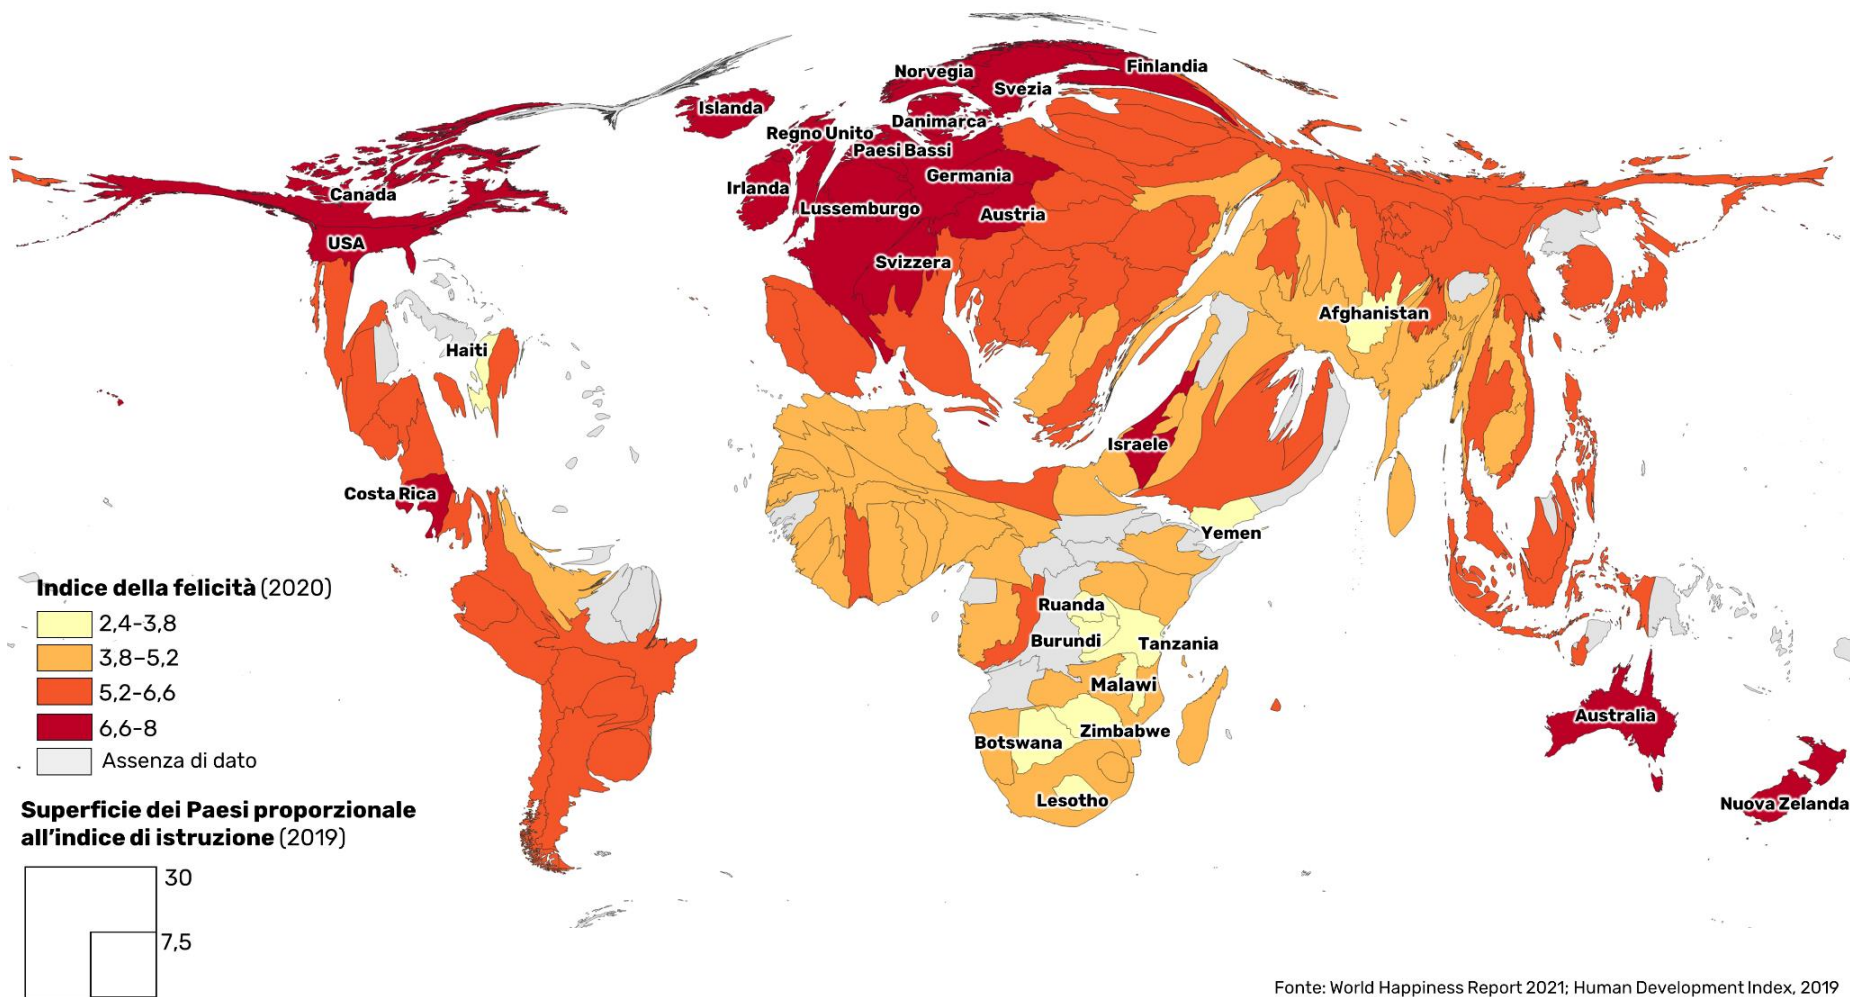 Norvegia
Finlandia
Svezia
Islanda
Danimarca
Regno Unito
Paesi Bassi
Germania
Irlanda
Canada
Lussemburgo
Austria
USA
Svizzera
Afghanistan
Haiti
Israele
Costa Rica
Yemen
Ruanda
Burundi
Tanzania
Malawi
Australia
Zimbabwe
Botswana
Lesotho
Nuova Zelanda
Indice della felicità (2020)
2,4-3,8
3,8–5,2
5,2-6,6
6,6-8
Assenza di dato
Superficie dei Paesi proporzionale
all’indice di istruzione (2019)
30
7,5
Fonte: World Happiness Report 2021; Human Development Index, 2019